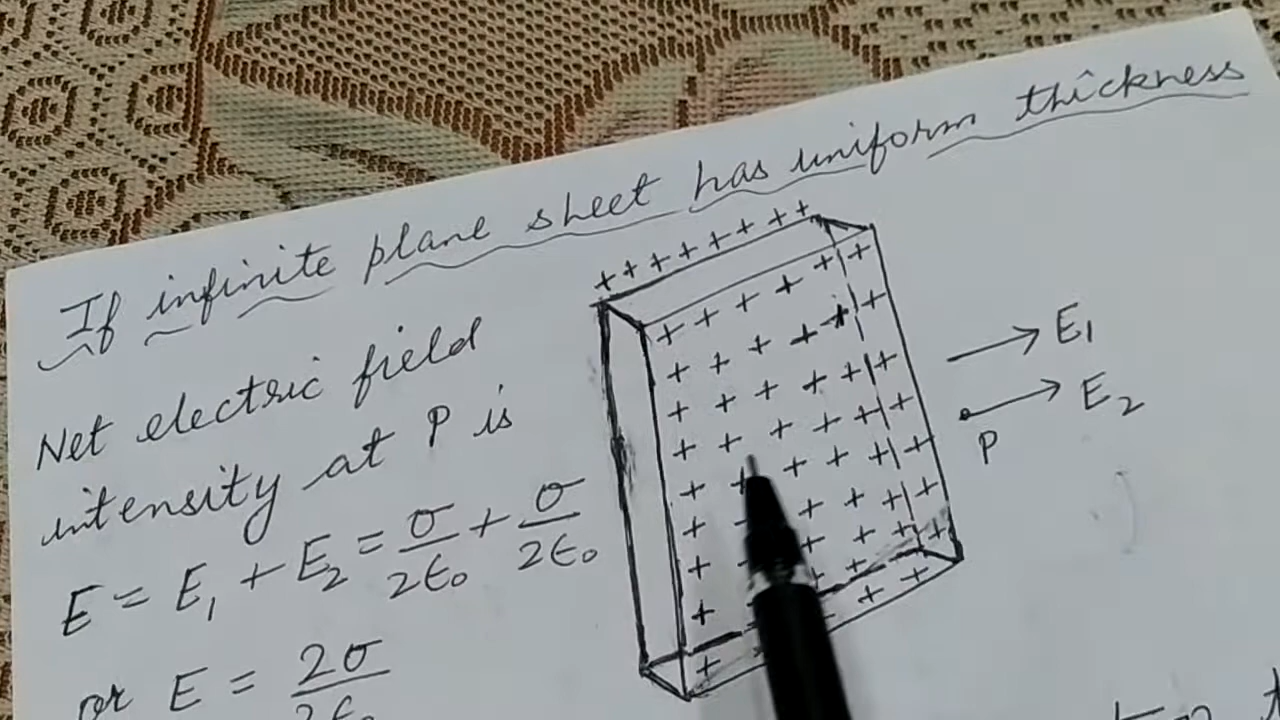 If infinite plane sheet has uniform thickness
Net electric field
intensity at P is
E = E₁ + E₂ = σ/2ϵ₀ + σ/2ϵ₀
or E = 2σ/2ϵ₀
E₁
E₂
P